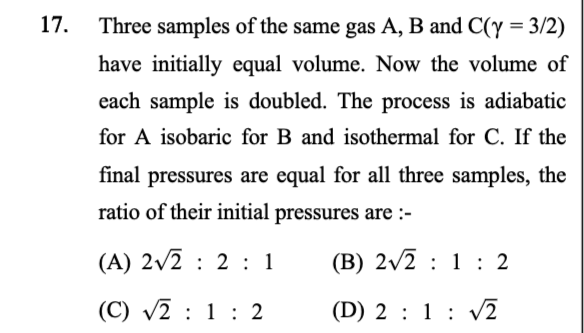 17. Three samples of the same gas A, B and C(γ = 3/2)
have initially equal volume. Now the volume of
each sample is doubled. The process is adiabatic
for A isobaric for B and isothermal for C. If the
final pressures are equal for all three samples, the
ratio of their initial pressures are :-
(A) 2√2 : 2 : 1 (B) 2√2 : 1 : 2
(C) √2 : 1 : 2 (D) 2 : 1 : √2